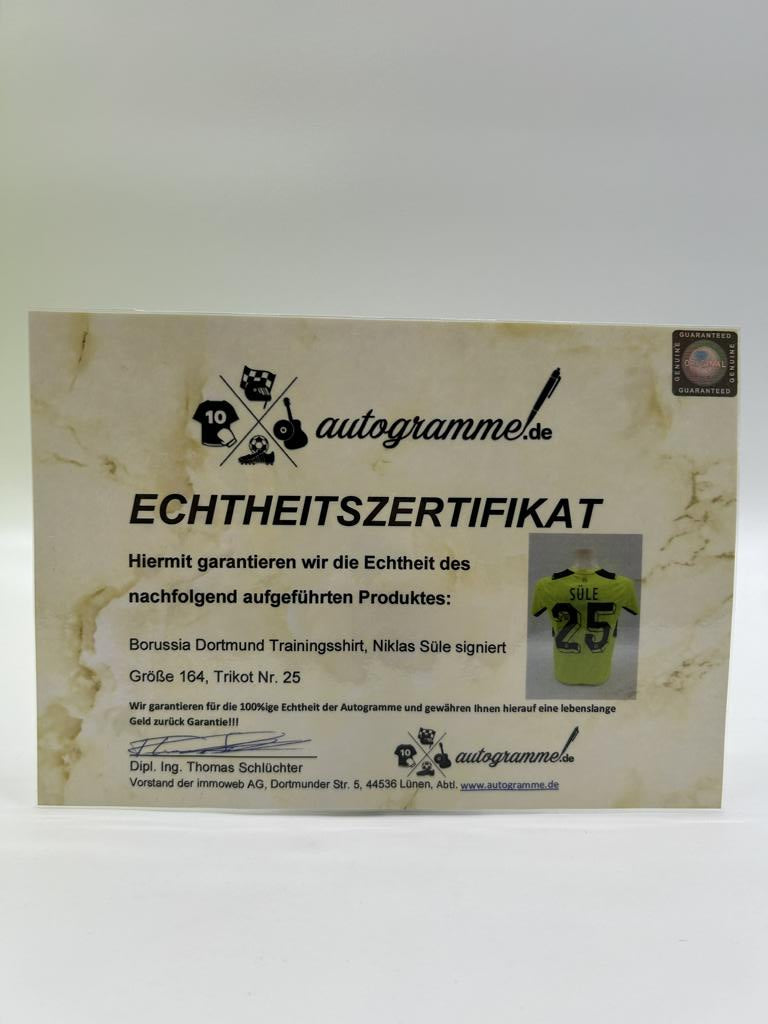 GUARANTEED
GENUINE
ORIGINAL
GENUINE
GUARANTEED
10
autogramme.de
ECHTHEITSZERTIFIKAT
Hiermit garantieren wir die Echtheit des
nachfolgend aufgeführten Produktes:
SÜLE
25
Borussia Dortmund Trainingsshirt, Niklas Süle signiert
Größe 164, Trikot Nr. 25
Wir garantieren für die 100%ige Echtheit der Autogramme und gewähren Ihnen hierauf eine lebenslange
Geld zurück Garantie!!!
10
autogramme.de
Dipl. Ing. Thomas Schlüchter
Vorstand der immoweb AG, Dortmunder Str. 5, 44536 Lünen, Abtl. www.autogramme.de